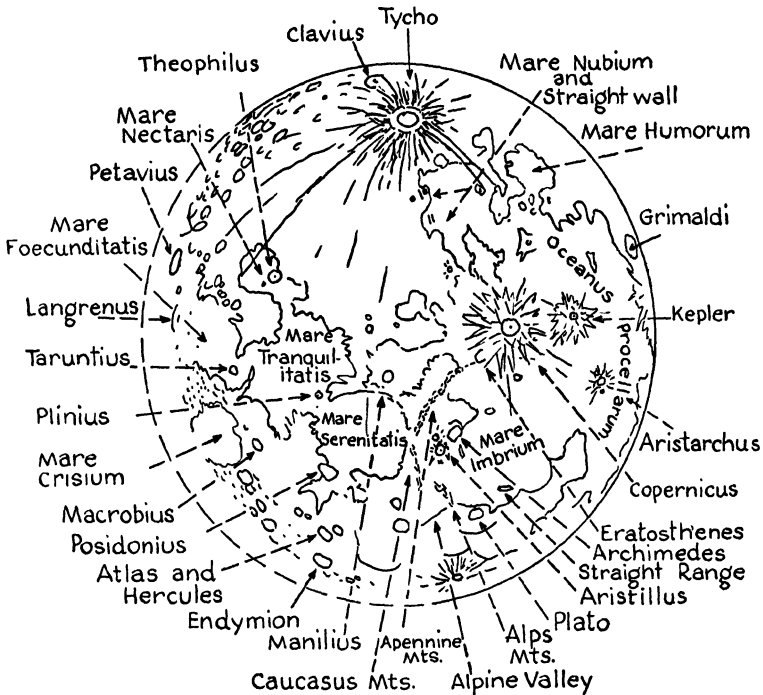 Tycho
Clavius
Theophilus
Mare Nubium
and
Straight wall
Mare
Nectaris
Mare Humorum
Petavius
Mare
Foecunditatis
Grimaldi
Oceanus
procellarum
Langrenus
Kepler
Mare
Tranquil-
itatis
Taruntius
Plinius
Mare
Serenitatis
Mare
Imbrium
Aristarchus
Mare
Crisium
Copernicus
Macrobius
Posidonius
Eratosthenes
Archimedes
Straight Range
Aristillus
Atlas and
Hercules
Endymion
Plato
Manilius
Apennine
Mts.
Alps
Mts.
Caucasus Mts.
Alpine Valley